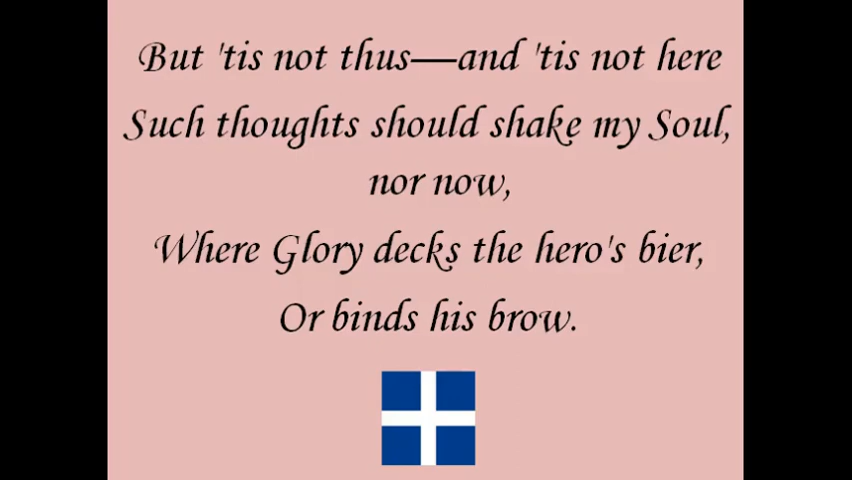 But 'tis not thus—and 'tis not here
Such thoughts should shake my Soul,
nor now,
Where Glory decks the hero's bier,
Or binds his brow.